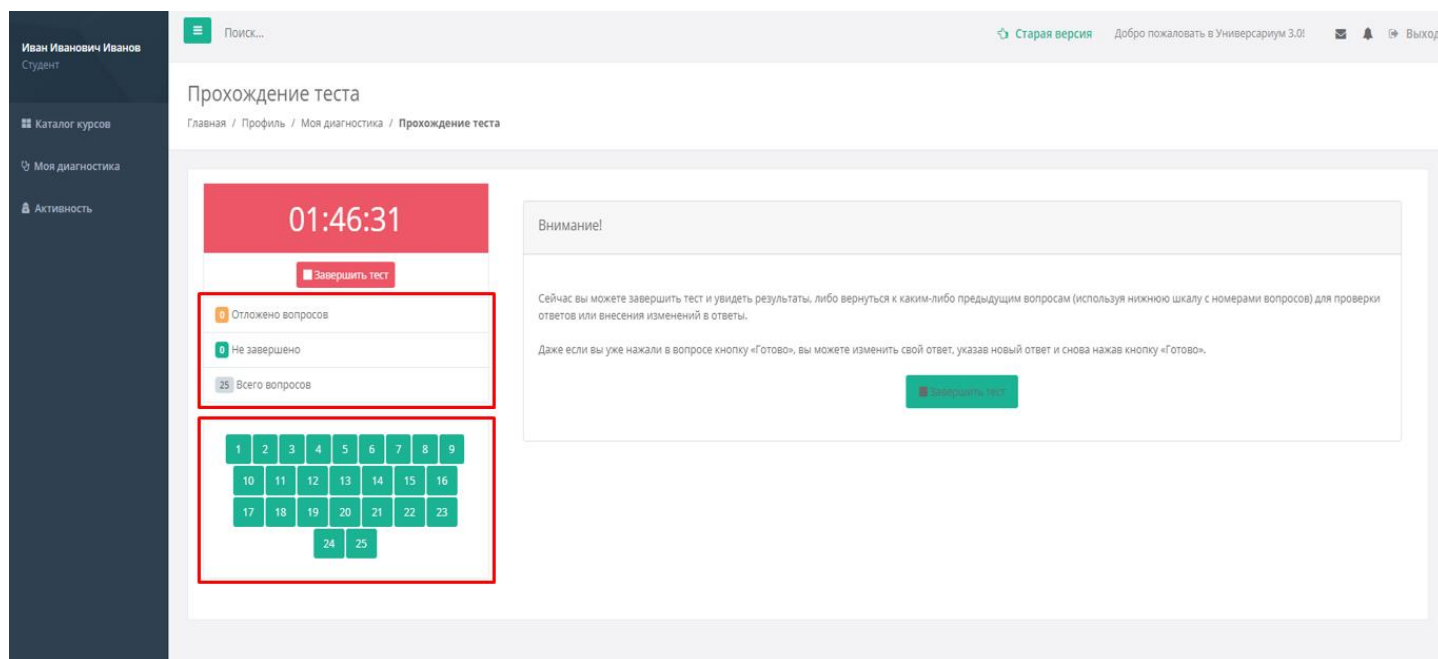 Иван Иванович Иванов
Студент
Каталог курсов
Моя диагностика
Активность
Поиск...
Старая версия
Добро пожаловать в Универсариум 3.0!
Выход
Прохождение теста
Главная / Профиль / Моя диагностика / Прохождение теста
01:46:31
Завершить тест
0 Отложено вопросов
0 Не завершено
25 Всего вопросов
1 2 3 4 5 6 7 8 9
10 11 12 13 14 15 16
17 18 19 20 21 22 23
24 25
Внимание!
Сейчас вы можете завершить тест и увидеть результаты, либо вернуться к каким-либо предыдущим вопросам (используя нижнюю шкалу с номерами вопросов) для проверки
ответов или внесения изменений в ответы.
Даже если вы уже нажали в вопросе кнопку «Готово», вы можете изменить свой ответ, указав новый ответ и снова нажав кнопку «Готово».
Завершить тест